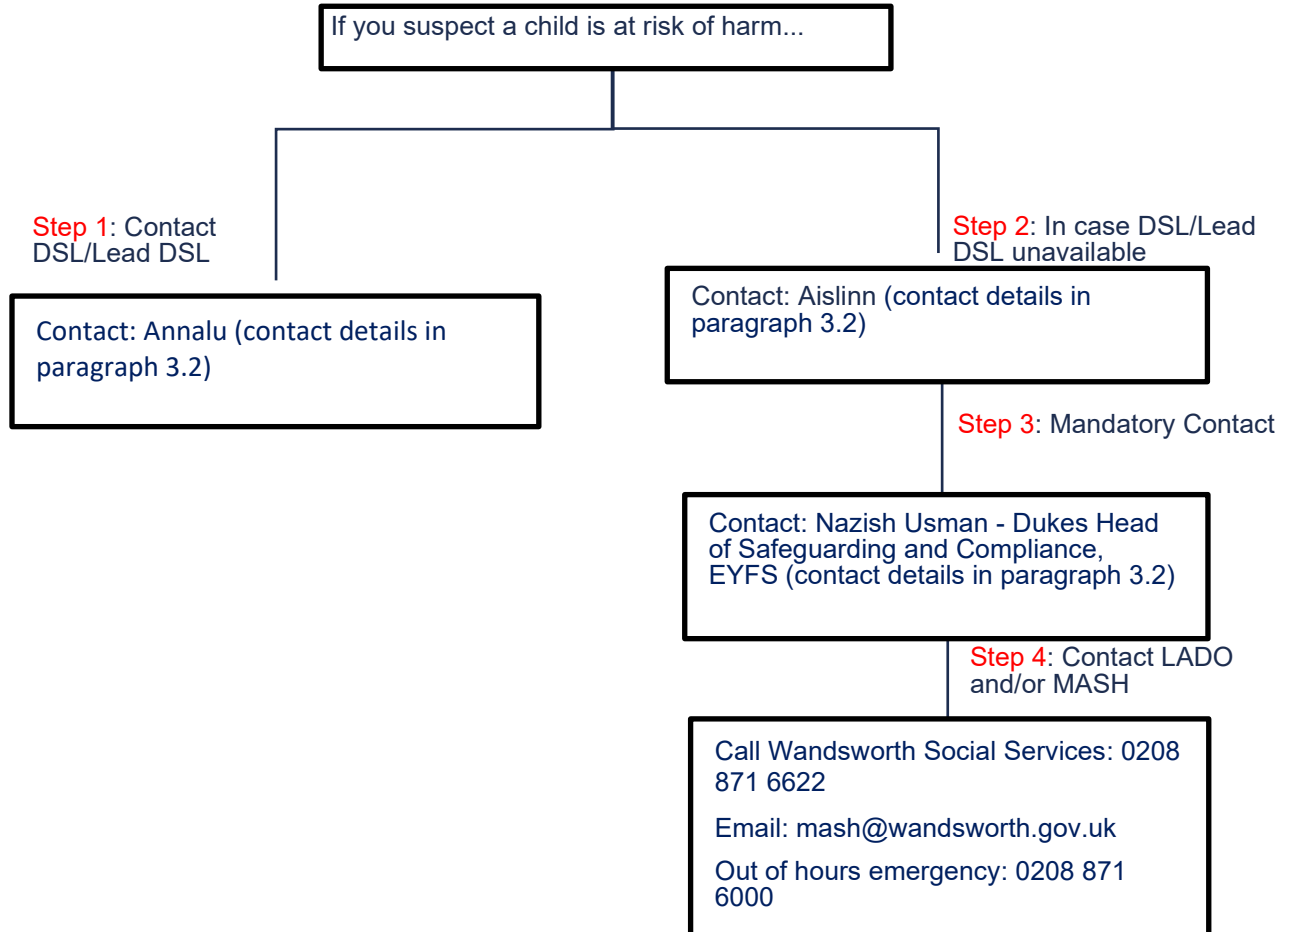 If you suspect a child is at risk of harm...
Step 1: Contact
DSL/Lead DSL
Contact: Annalu (contact details in
paragraph 3.2)
Step 2: In case DSL/Lead
DSL unavailable
Contact: Aislinn (contact details in
paragraph 3.2)
Step 3: Mandatory Contact
Contact: Nazish Usman - Dukes Head
of Safeguarding and Compliance,
EYFS (contact details in paragraph 3.2)
Step 4: Contact LADO
and/or MASH
Call Wandsworth Social Services: 0208
871 6622
Email: mash@wandsworth.gov.uk
Out of hours emergency: 0208 871
6000